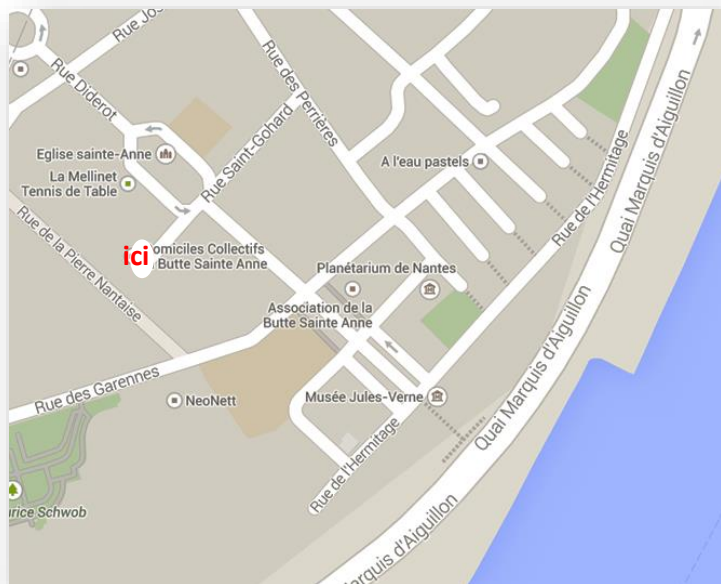 Rue Jos
Rue Diderot
Rue des Perrières
Eglise sainte-Anne
Rue Saint-Gohard
A l'eau pastels
La Mellinet
Tennis de Table
Rue de l'Hermitage
Quai Marquis d'Aiguillon
Rue de la Pierre Nantaise
ici
omiciles Collectifs
Butte Sainte Anne
Planétarium de Nantes
Association de la
Butte Sainte Anne
Rue des Garennes
NeoNett
Musée Jules-Verne
Quai Marquis d'Aiguillon
Rue de l'Hermitage
urice Schwob
Marquis d'Aiguillon